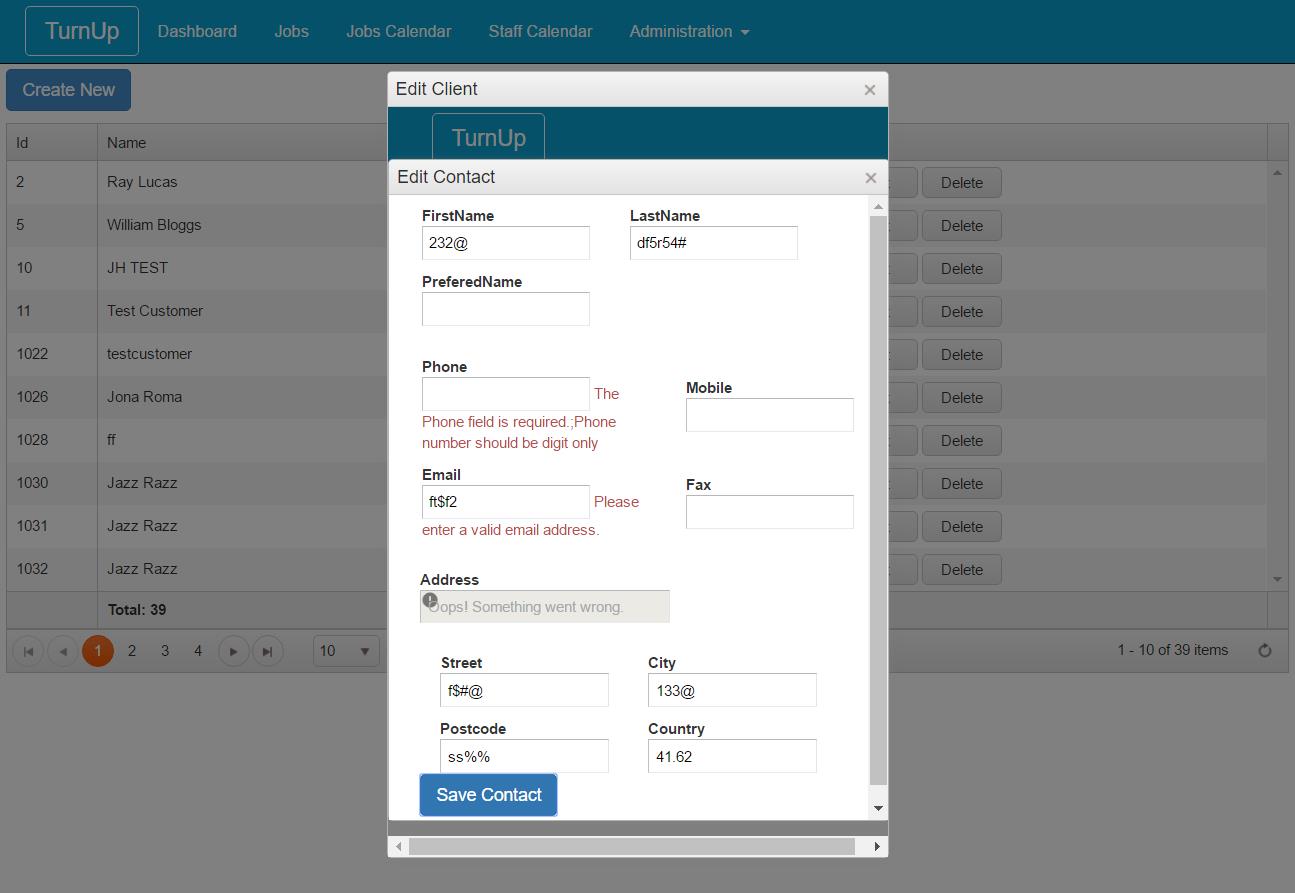 TurnUp Dashboard Jobs Jobs Calendar Staff Calendar Administration
Create New
Id Name
2 Ray Lucas Delete
5 William Bloggs Delete
10 JH TEST Delete
11 Test Customer Delete
1022 testcustomer Delete
1026 Jona Roma Delete
1028 ff Delete
1030 Jazz Razz Delete
1031 Jazz Razz Delete
1032 Jazz Razz Delete
Total: 39
1 2 3 4 10 1 - 10 of 39 items
Edit Client
TurnUp
Edit Contact
FirstName LastName
232@ df5r54#
PreferedName
Phone
Mobile
The
Phone field is required.;Phone
number should be digit only
Email
Fax
ft$f2 Please
enter a valid email address.
Address
Oops! Something went wrong.
Street City
f$#@ 133@
Postcode Country
ss%% 41.62
Save Contact